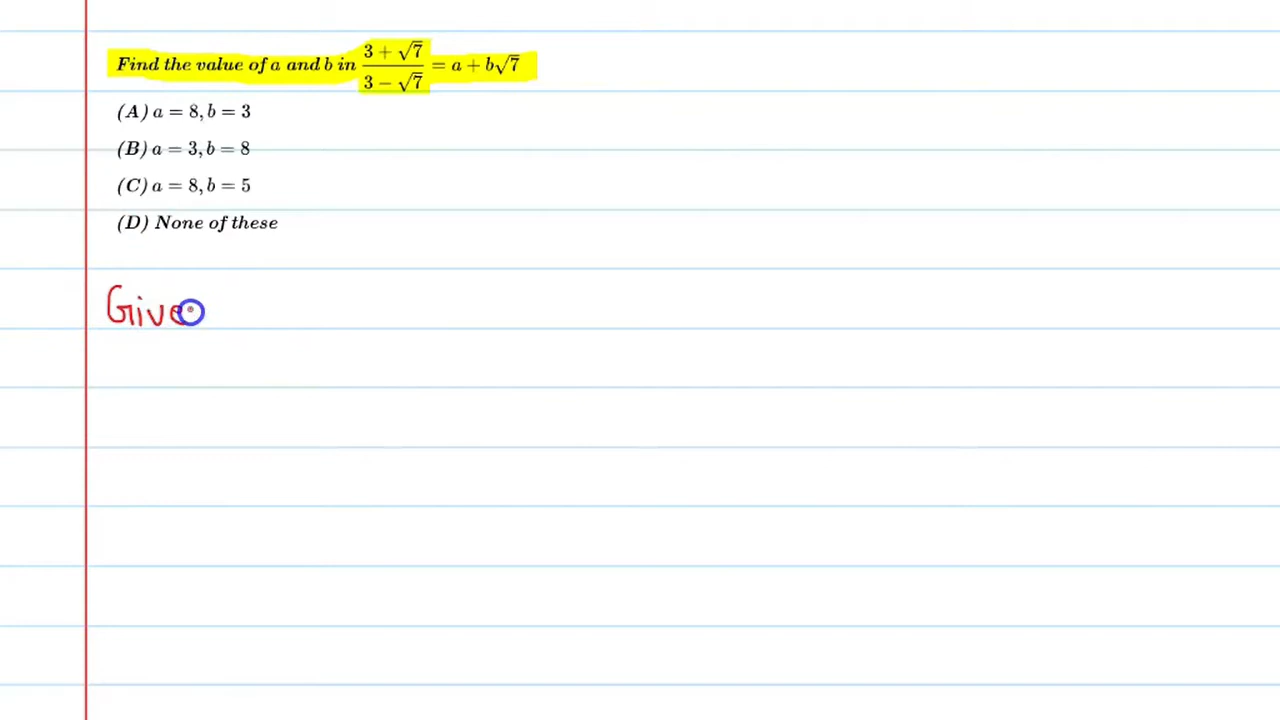 Find the value of a and b in (3 + √7)/(3 − √7) = a + b√7
(A) a = 8, b = 3
(B) a = 3, b = 8
(C) a = 8, b = 5
(D) None of these
Give